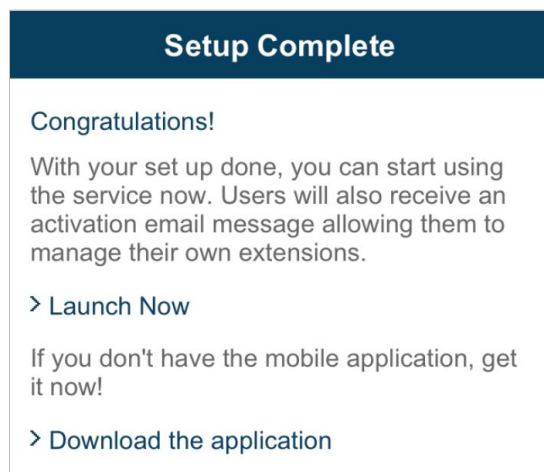 Setup Complete
Congratulations!
With your set up done, you can start using
the service now. Users will also receive an
activation email message allowing them to
manage their own extensions.
> Launch Now
If you don't have the mobile application, get
it now!
> Download the application